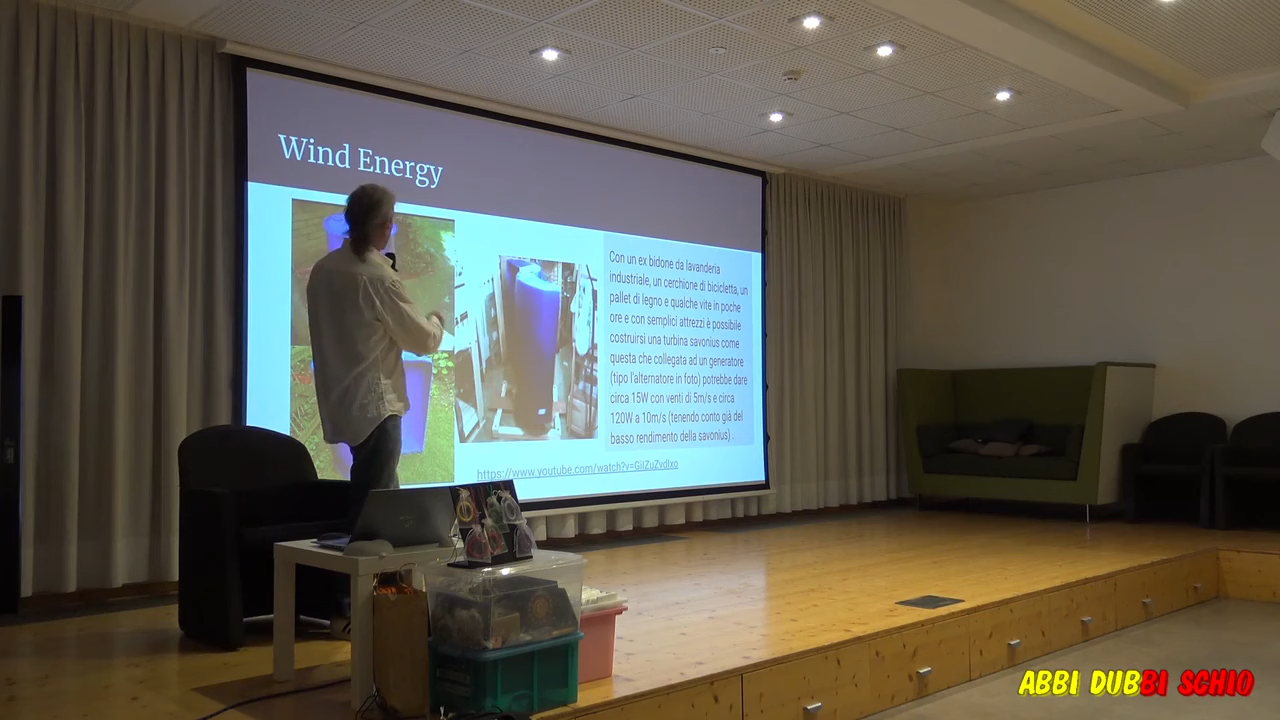 Wind Energy
Con un ex bidone da lavanderia
industriale, un cerchione di bicicletta, un
pallet di legno e qualche vite in poche
ore e con semplici attrezzi è possibile
costruirsi una turbina savonius come
questa che collegata ad un generatore
(tipo l'alternatore in foto) potrebbe dare
circa 15W con venti di 5m/s e circa
120W a 10m/s (tenendo conto già del
basso rendimento della savonius) .
https://www.youtube.com/watch?v=GiIZuZvdIxo
ABBI DUBBI SCHIO